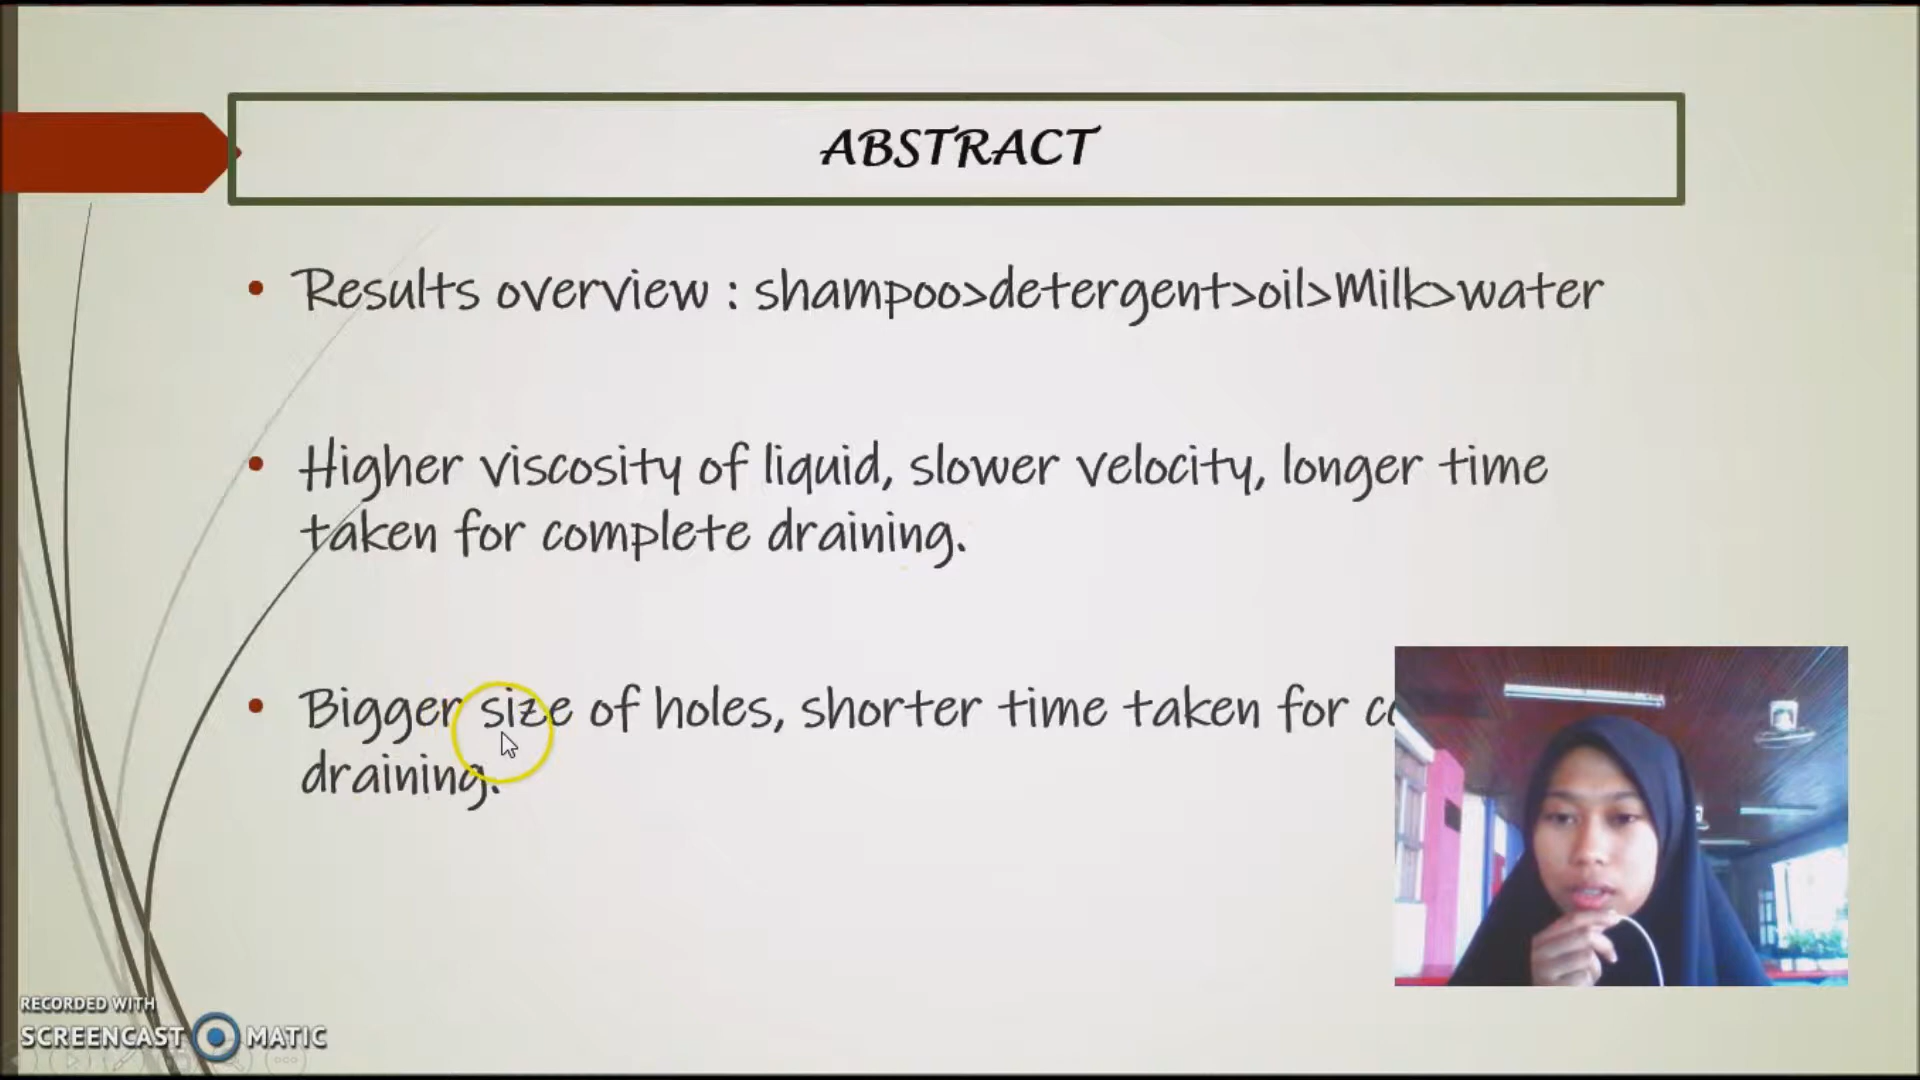 ABSTRACT
• Results overview : shampoo>detergent>oil>Milk>water
• Higher viscosity of liquid, slower velocity, longer time
taken for complete draining.
• Bigger size of holes, shorter time taken for
draining.
RECORDED WITH
SCREENCAST MATIC